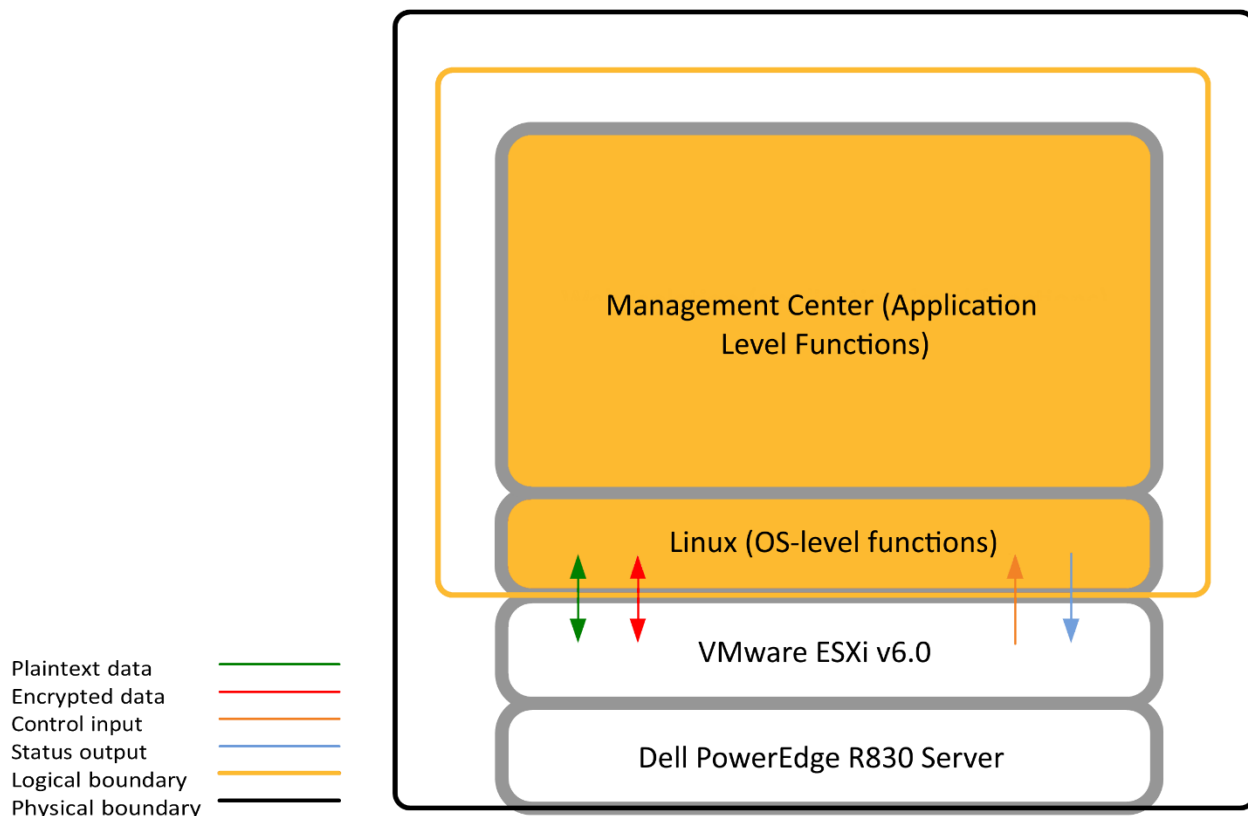 Management Center (Application
Level Functions)
Linux (OS-level functions)
VMware ESXi v6.0
Dell PowerEdge R830 Server
Plaintext data
Encrypted data
Control input
Status output
Logical boundary
Physical boundary